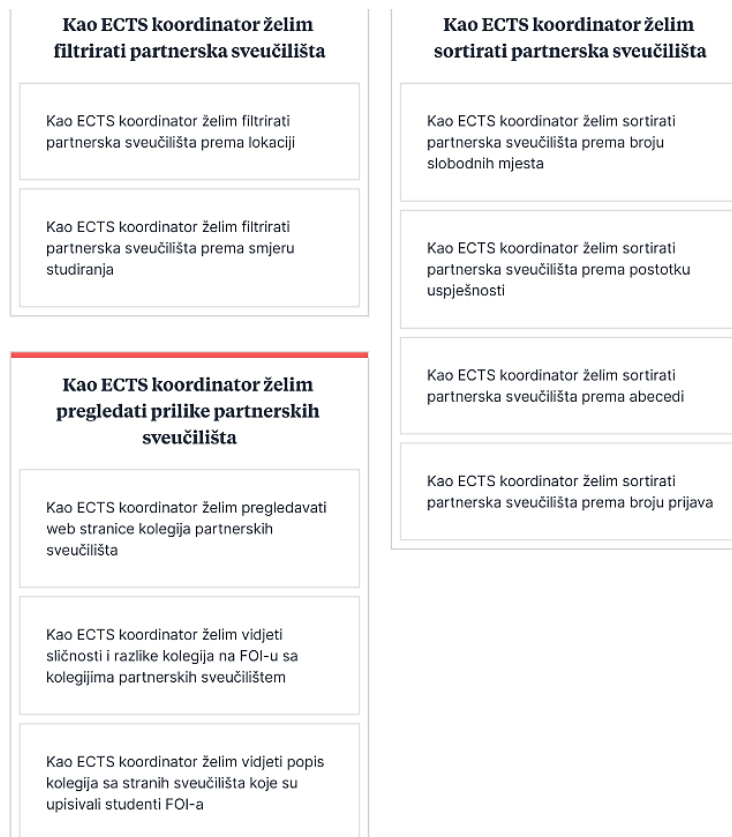 Kao ECTS koordinator želim
filtrirati partnerska sveučilišta
Kao ECTS koordinator želim filtrirati
partnerska sveučilišta prema lokaciji
Kao ECTS koordinator želim filtrirati
partnerska sveučilišta prema smjeru
studiranja
Kao ECTS koordinator želim
pregledati prilike partnerskih
sveučilišta
Kao ECTS koordinator želim pregledavati
web stranice kolegija partnerskih
sveučilišta
Kao ECTS koordinator želim vidjeti
sličnosti i razlike kolegija na FOI-u sa
kolegijima partnerskih sveučilištem
Kao ECTS koordinator želim vidjeti popis
kolegija sa stranih sveučilišta koje su
upisivali studenti FOI-a
Kao ECTS koordinator želim
sortirati partnerska sveučilišta
Kao ECTS koordinator želim sortirati
partnerska sveučilišta prema broju
slobodnih mjesta
Kao ECTS koordinator želim sortirati
partnerska sveučilišta prema postotku
uspješnosti
Kao ECTS koordinator želim sortirati
partnerska sveučilišta prema abecedi
Kao ECTS koordinator želim sortirati
partnerska sveučilišta prema broju prijava